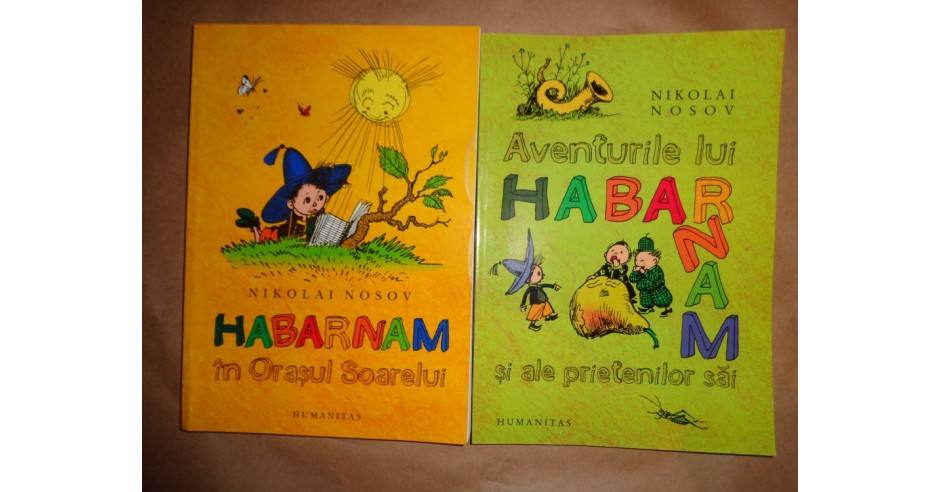 NIKOLAI NOSOV
HABARNAM
în Orașul Soarelui
HUMANITAS
NIKOLAI
NOSOV
Aventurile lui
HABARNAM
și ale prietenilor săi
HUMANITAS